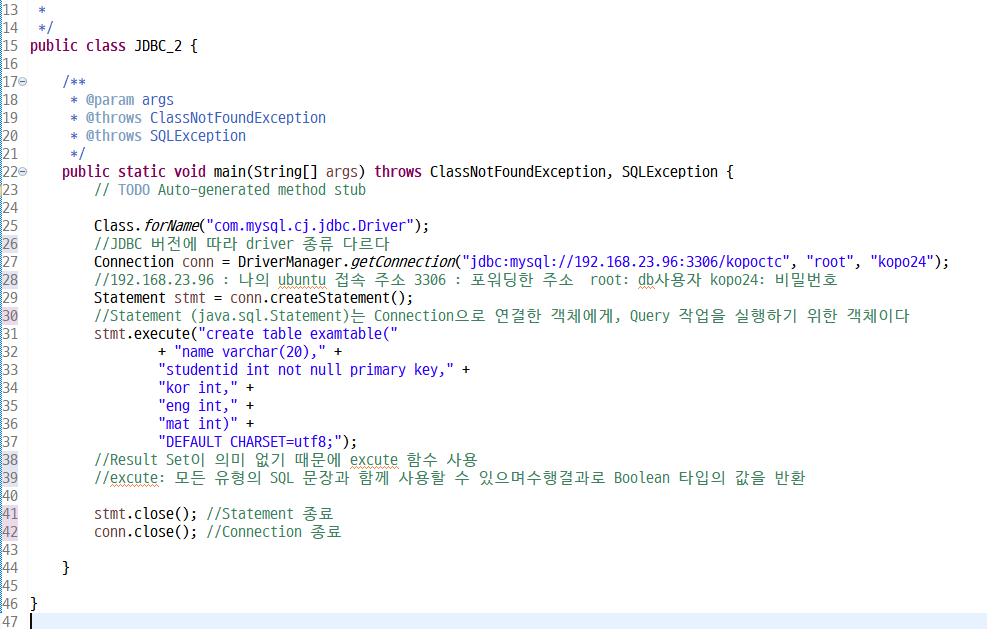 13  *
14  */
15 public class JDBC_2 {
16
17     /**
18      * @param args
19      * @throws ClassNotFoundException
20      * @throws SQLException
21      */
22     public static void main(String[] args) throws ClassNotFoundException, SQLException {
23         // TODO Auto-generated method stub
24
25         Class.forName("com.mysql.cj.jdbc.Driver");
26         //JDBC 버전에 따라 driver 종류 다르다
27         Connection conn = DriverManager.getConnection("jdbc:mysql://192.168.23.96:3306/kopoctc", "root", "kopo24");
28         //192.168.23.96 : 나의 ubuntu 접속 주소 3306 : 포워딩한 주소  root: db사용자 kopo24: 비밀번호
29         Statement stmt = conn.createStatement();
30         //Statement (java.sql.Statement)는 Connection으로 연결한 객체에게, Query 작업을 실행하기 위한 객체이다
31         stmt.execute("create table examtable("
32                 + "name varchar(20)," +
33                 "studentid int not null primary key," +
34                 "kor int," +
35                 "eng int," +
36                 "mat int)" +
37                 "DEFAULT CHARSET=utf8;");
38         //Result Set이 의미 없기 때문에 excute 함수 사용
39         //excute: 모든 유형의 SQL 문장과 함께 사용할 수 있으며수행결과로 Boolean 타입의 값을 반환
40
41         stmt.close(); //Statement 종료
42         conn.close(); //Connection 종료
43
44     }
45
46 }
47